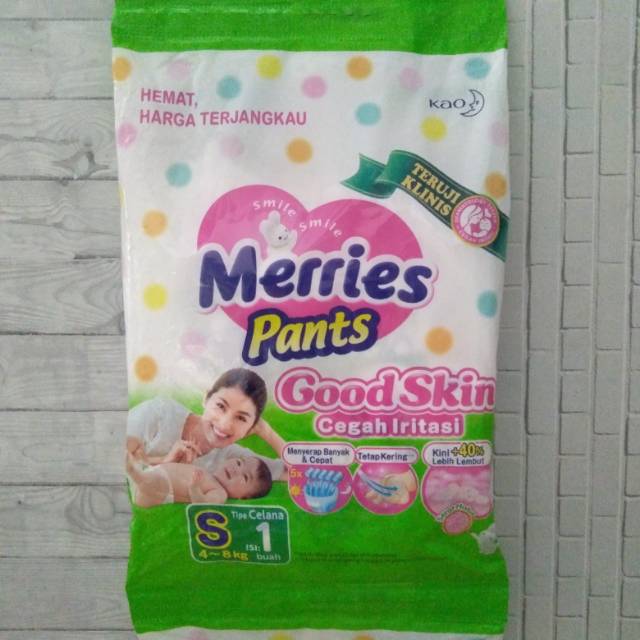 HEMAT,
HARGA TERJANGKAU
Kao
TERUJI
KLINIS
smile
smile
Merries
Pants
Good Skin
Cegah Iritasi
Menyerap Banyak
& Cepat
5x
Tetap Kering
Kini +40%
Lebih Lembut
S
4~8 kg
Tipe Celana
ISI: 1
buah